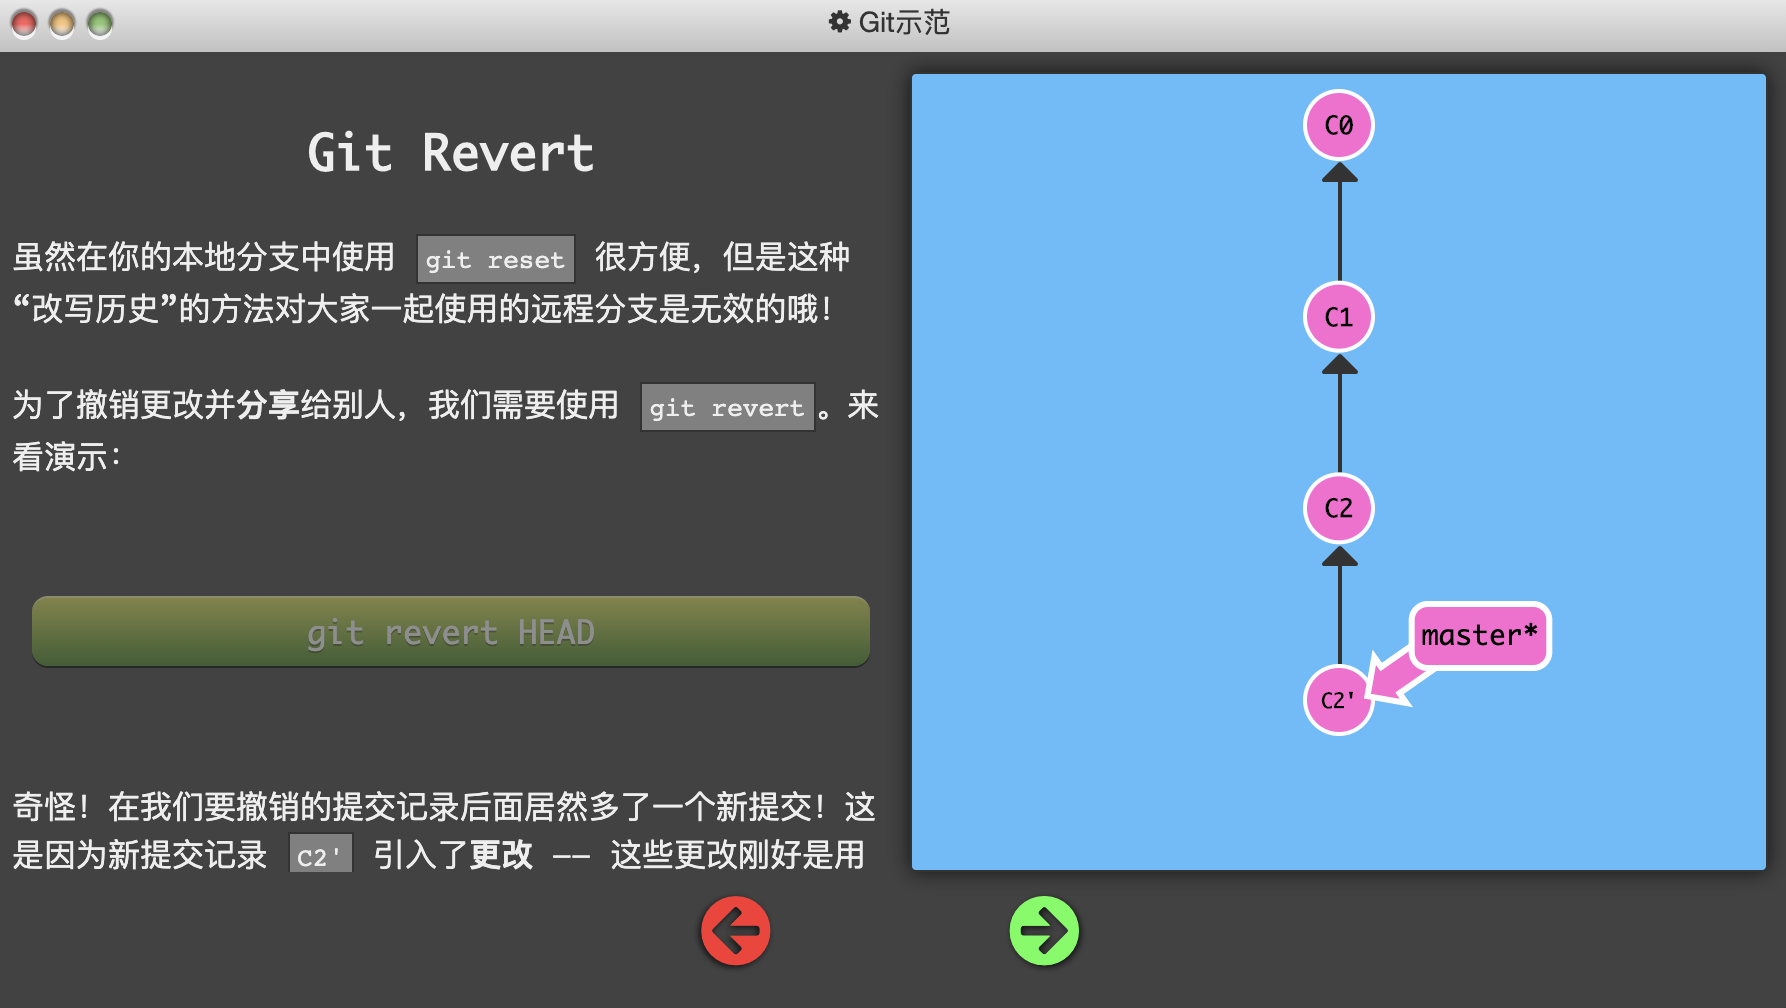 Git示范
Git Revert
虽然在你的本地分支中使用 git reset 很方便，但是这种
“改写历史”的方法对大家一起使用的远程分支是无效的哦！
为了撤销更改并分享给别人，我们需要使用 git revert。来
看演示：
git revert HEAD
奇怪！在我们要撤销的提交记录后面居然多了一个新提交！这
是因为新提交记录 C2' 引入了更改 —— 这些更改刚好是用
C0
C1
C2
master*
C2'